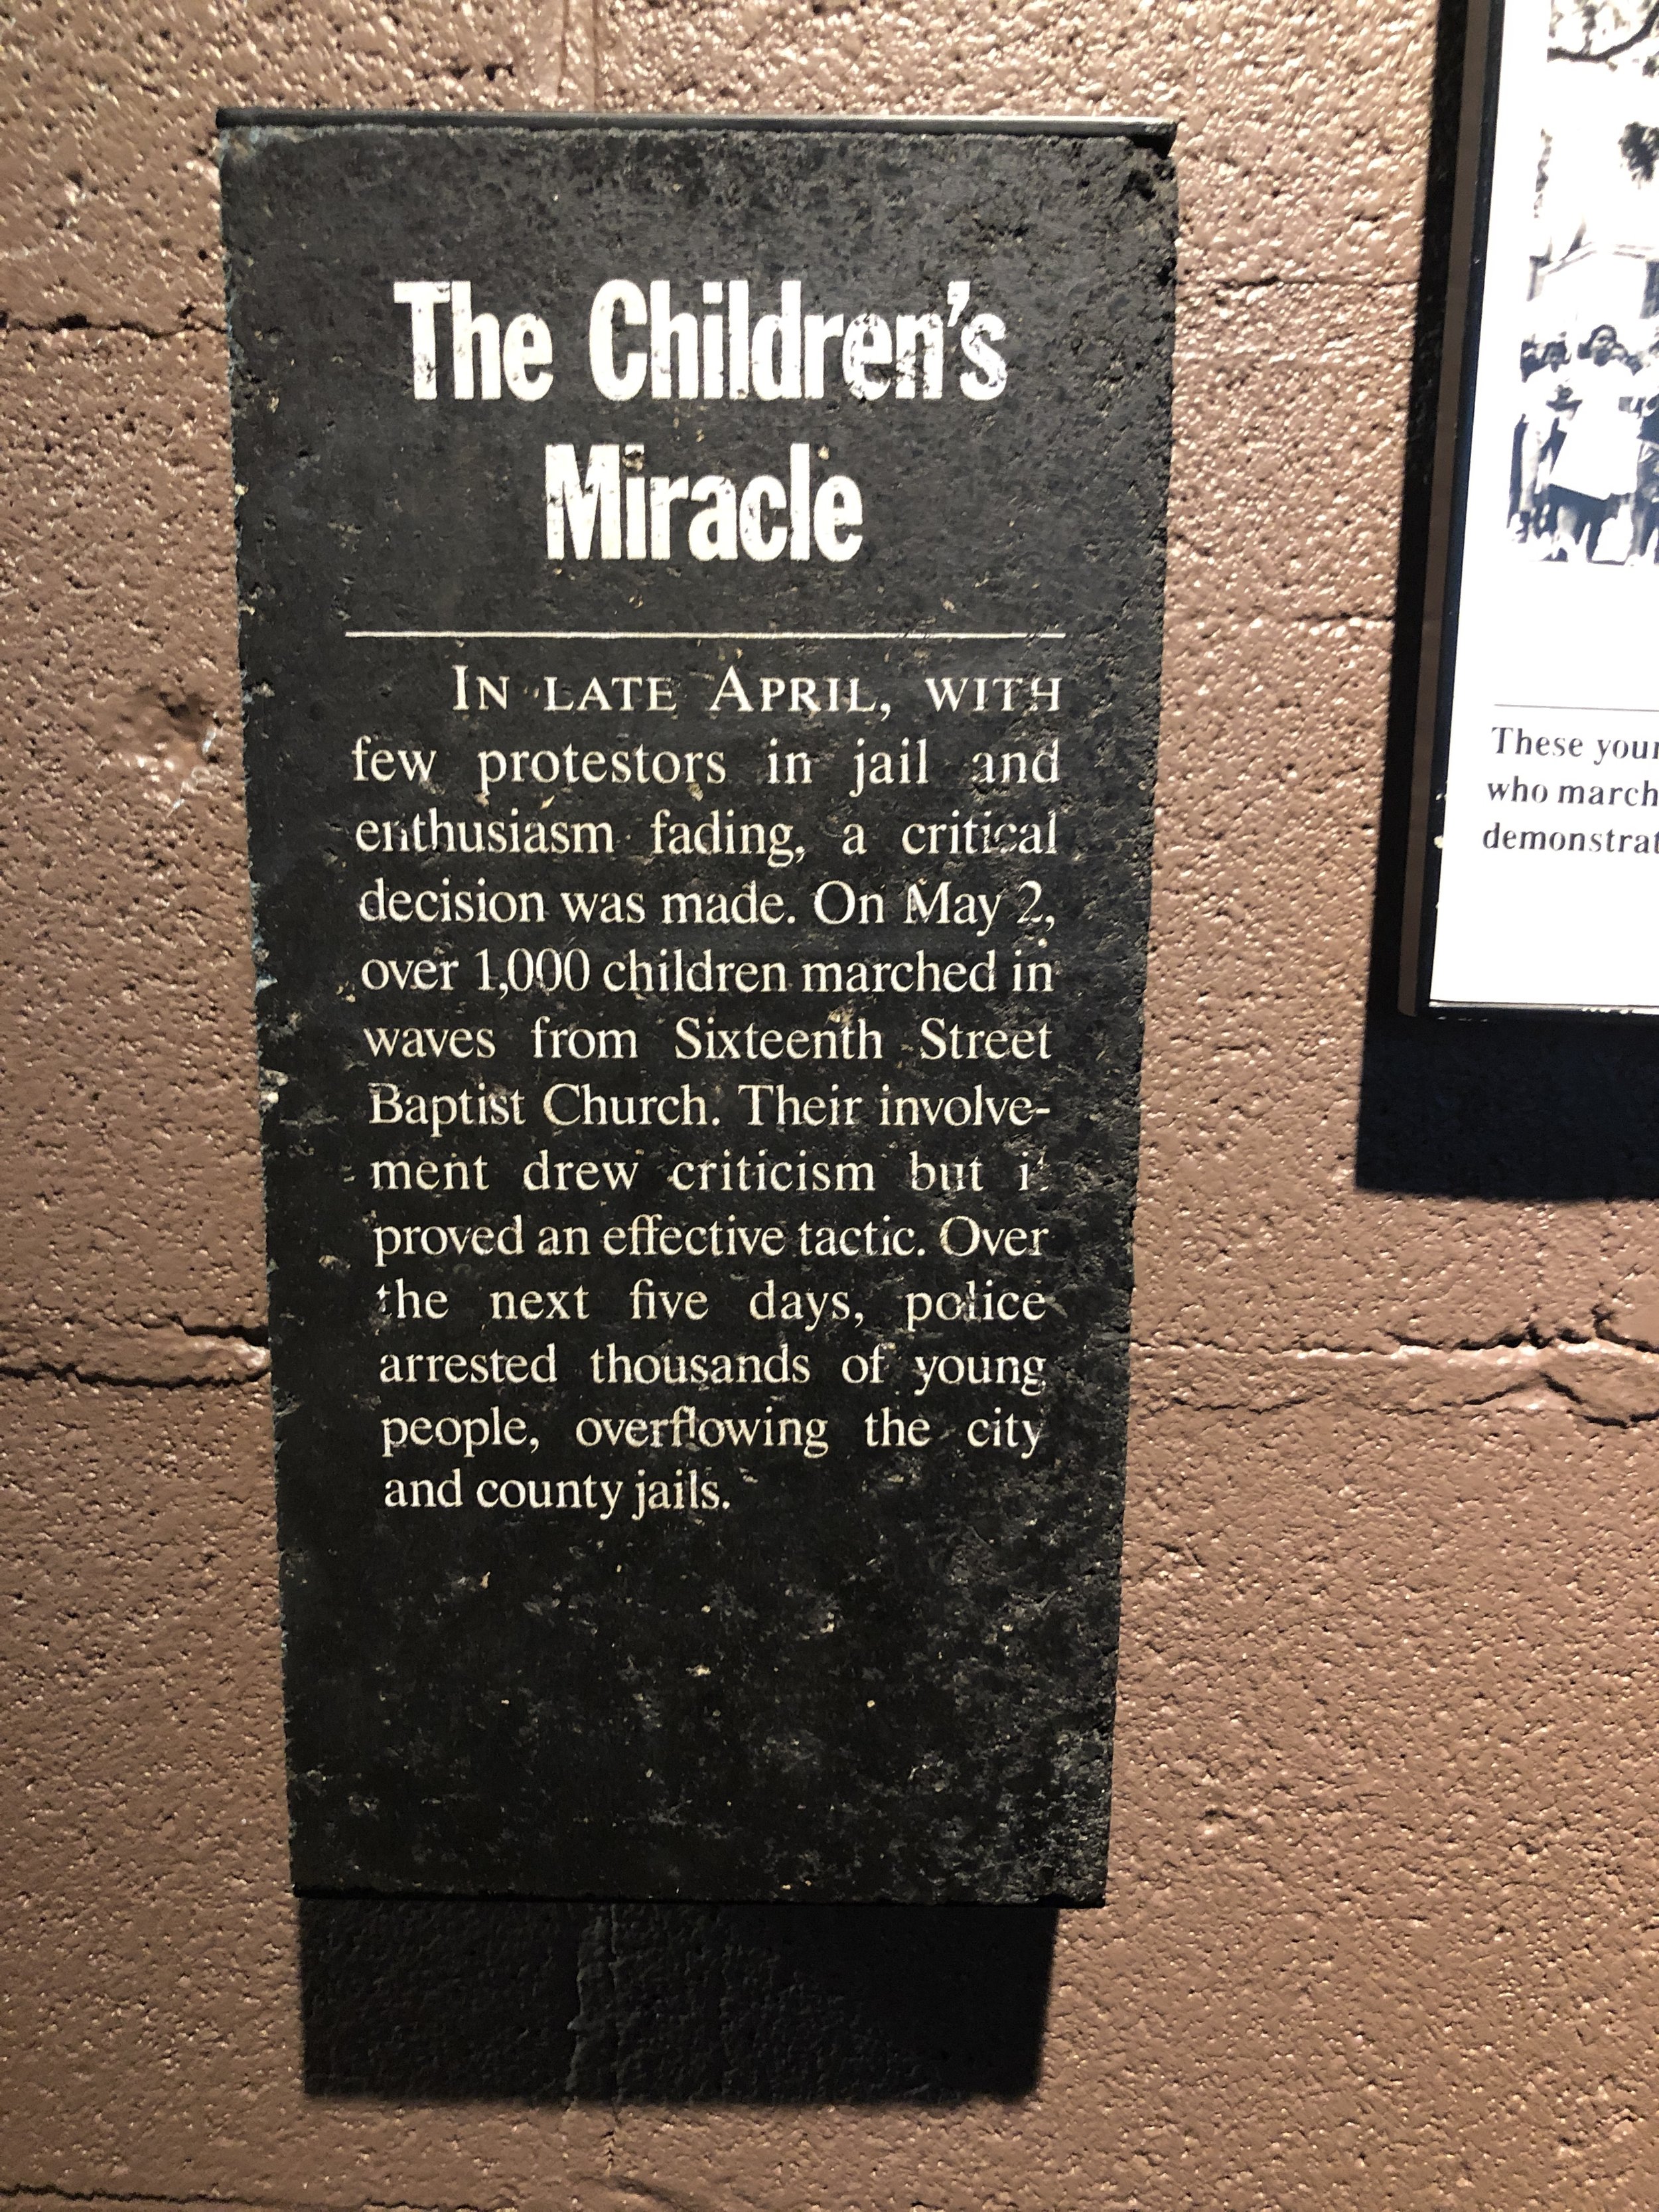 The Children's
Miracle
IN LATE APRIL, WITH
few protestors in jail and
enthusiasm fading, a critical
decision was made. On May 2,
over 1,000 children marched in
waves from Sixteenth Street
Baptist Church. Their involve-
ment drew criticism but it
proved an effective tactic. Over
the next five days, police
arrested thousands of young
people, overflowing the city
and county jails.
These
who